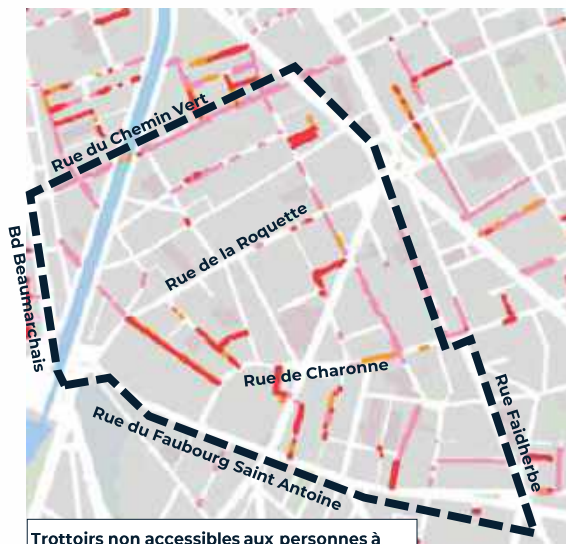 Rue du Chemin Vert
Bd Beaumarchais
Rue de la Roquette
Rue de Charonne
Rue Faidherbe
Rue du Faubourg Saint Antoine
Trottoirs non accessibles aux personnes à